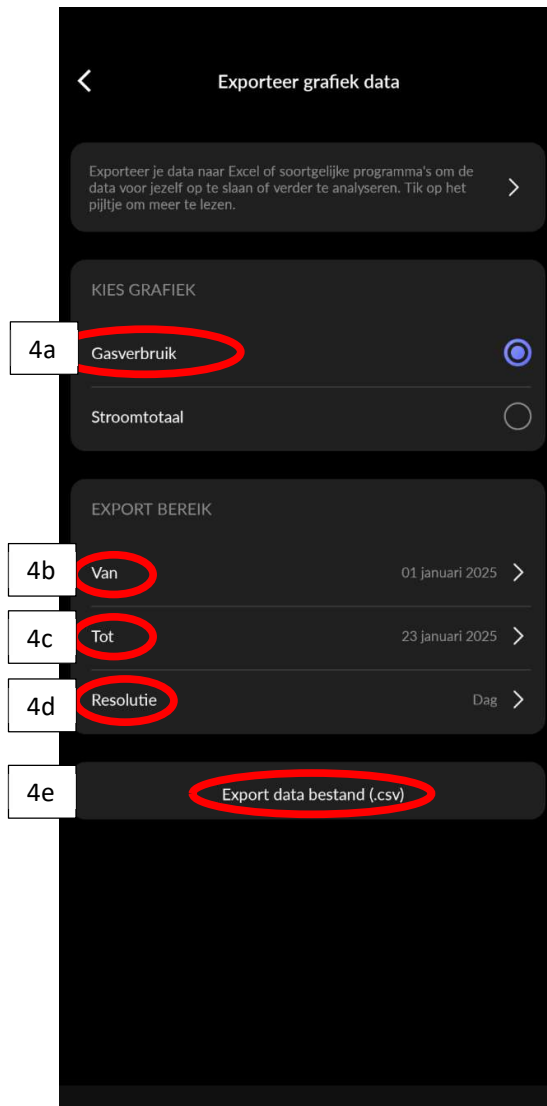 Exporteer grafiek data
Exporteer je data naar Excel of soortgelijke programma's om de
data voor jezelf op te slaan of verder te analyseren. Tik op het
pijltje om meer te lezen.
KIES GRAFIEK
4a Gasverbruik
Stroomtotaal
EXPORT BEREIK
4b Van 01 januari 2025
4c Tot 23 januari 2025
4d Resolutie Dag
4e Export data bestand (.csv)